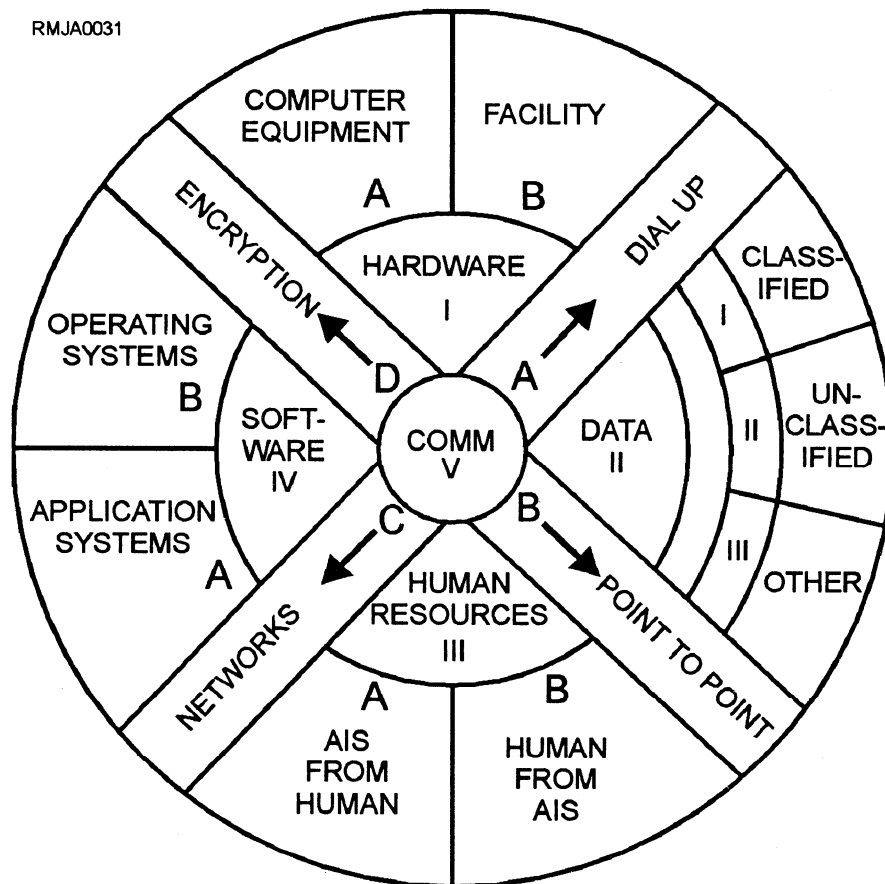 RMJA0031
COMPUTER
EQUIPMENT
A
FACILITY
B
HARDWARE
I
ENCRYPTION
D
DIAL UP
A
CLASS-
IFIED
I
UN-
CLASS-
IFIED
II
OTHER
III
DATA
II
OPERATING
SYSTEMS
B
SOFT-
WARE
IV
APPLICATION
SYSTEMS
A
COMM
V
C
NETWORKS
B
POINT TO POINT
HUMAN
RESOURCES
III
A
AIS
FROM
HUMAN
B
HUMAN
FROM
AIS